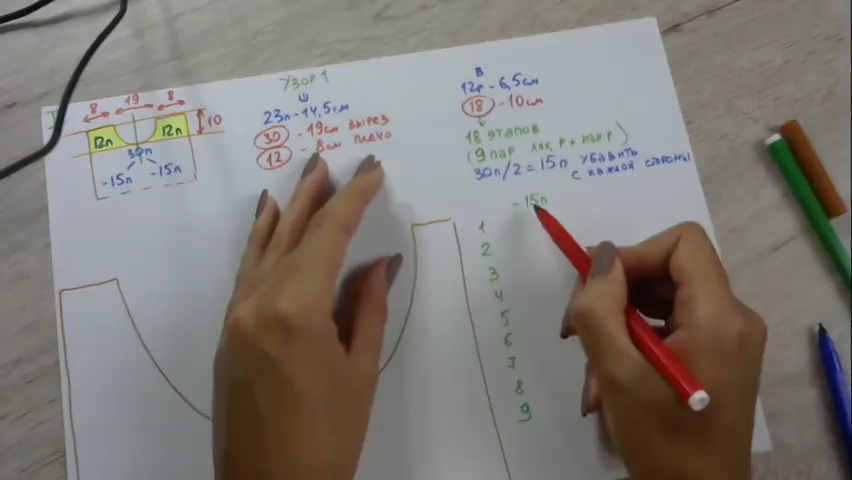 8 19 8
10
12п 12п
30п
-15п -15п
УЗОР 1
23п - 14,5см
30 - 19см вырез
12 - 8см плечо
В
12р - 6,5см
18 - 10см
18 этапов
(9 пар лиц. р + изн. р)
30п/2 = 15п убавить
с каждой стороны
- 15п
1
2
3
4
5
6
7
8
9